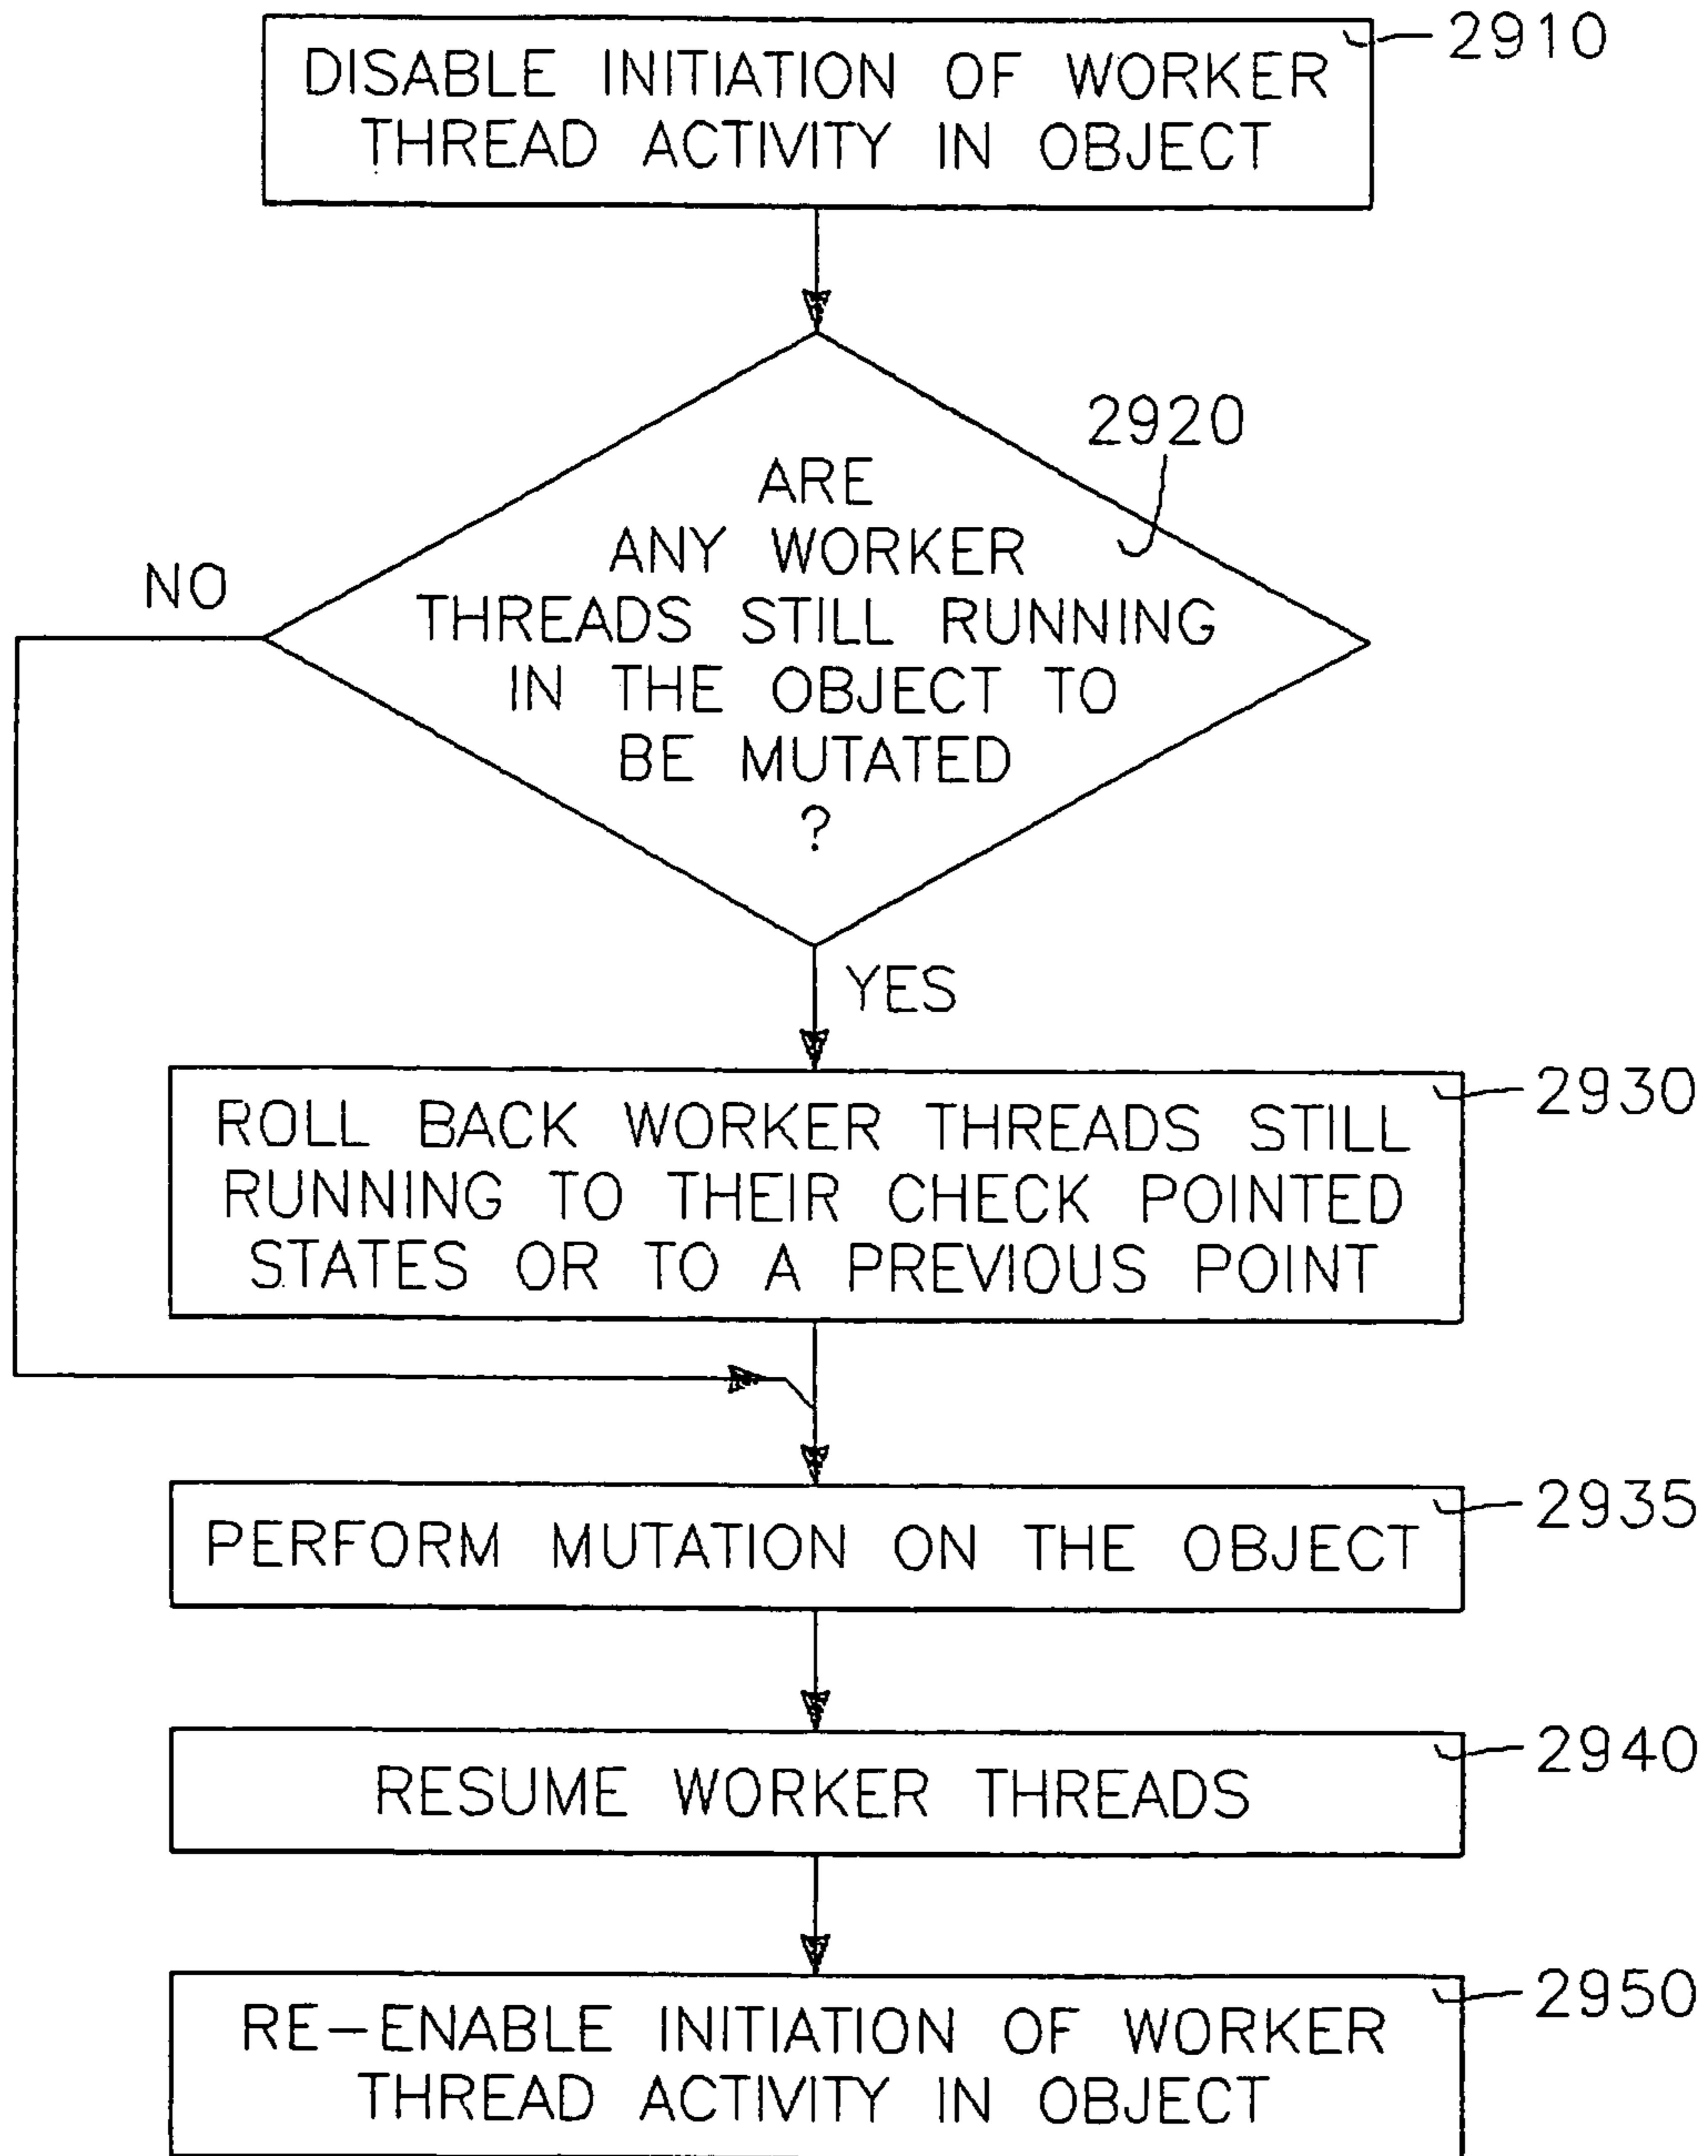 DISABLE INITIATION OF WORKER
THREAD ACTIVITY IN OBJECT
2910
2920
ARE
ANY WORKER
THREADS STILL RUNNING
IN THE OBJECT TO
BE MUTATED
?
NO
YES
ROLL BACK WORKER THREADS STILL
RUNNING TO THEIR CHECK POINTED
STATES OR TO A PREVIOUS POINT
2930
PERFORM MUTATION ON THE OBJECT
2935
RESUME WORKER THREADS
2940
RE-ENABLE INITIATION OF WORKER
THREAD ACTIVITY IN OBJECT
2950